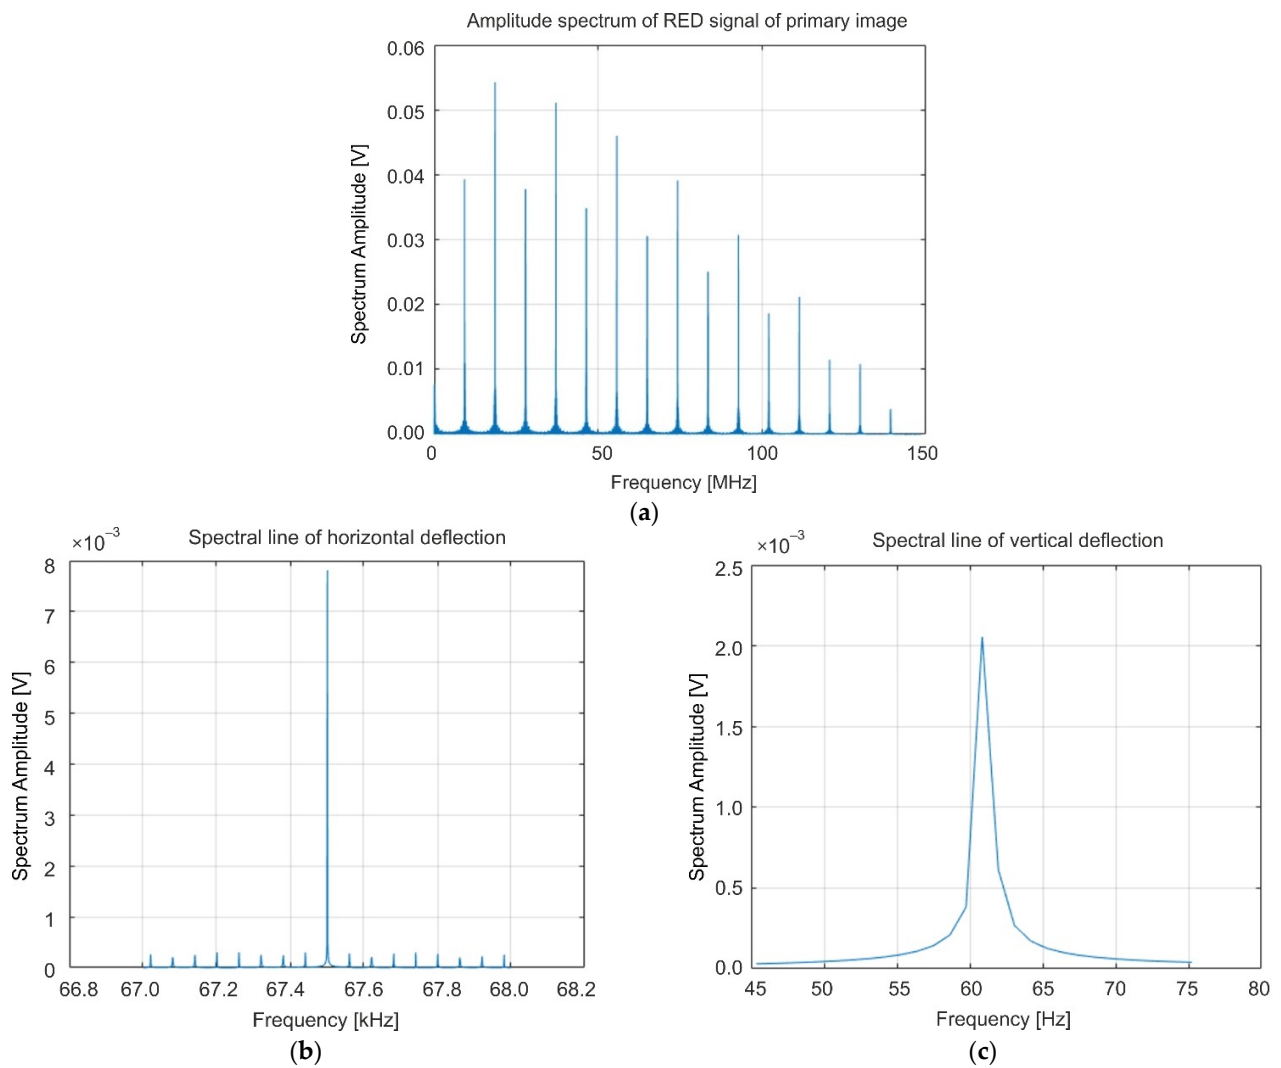 Amplitude spectrum of RED signal of primary image
0.06
0.05
0.04
0.03
0.02
0.01
0.00
Spectrum Amplitude [V]
0 50 100 150
Frequency [MHz]
(a)
×10⁻³ Spectral line of horizontal deflection
8
7
6
5
4
3
2
1
0
Spectrum Amplitude [V]
66.8 67.0 67.2 67.4 67.6 67.8 68.0 68.2
Frequency [kHz]
(b)
×10⁻³ Spectral line of vertical deflection
2.5
2.0
1.5
1.0
0.5
0.0
Spectrum Amplitude [V]
45 50 55 60 65 70 75 80
Frequency [Hz]
(c)